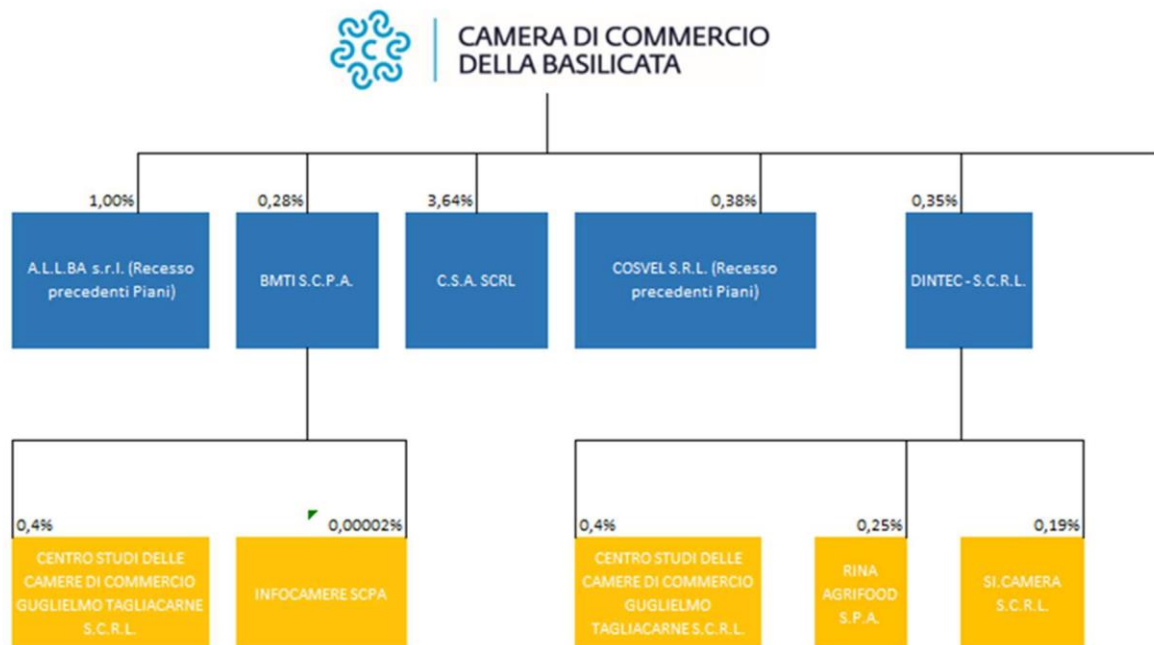 CAMERA DI COMMERCIO
DELLA BASILICATA
1,00%
0,28%
3,64%
0,38%
0,35%
A.L.L.BA s.r.l. (Recesso
precedenti Piani)
BMTI S.C.P.A.
C.S.A. SCRL
COSVEL S.R.L. (Recesso
precedenti Piani)
DINTEC - S.C.R.L.
0,4%
0,00002%
0,4%
0,25%
0,19%
CENTRO STUDI DELLE
CAMERE DI COMMERCIO
GUGLIELMO TAGLIACARNE
S.C.R.L.
INFOCAMERE SCPA
CENTRO STUDI DELLE
CAMERE DI COMMERCIO
GUGLIELMO
TAGLIACARNE S.C.R.L.
RINA
AGRIFOOD
S.P.A.
SI.CAMERA
S.C.R.L.